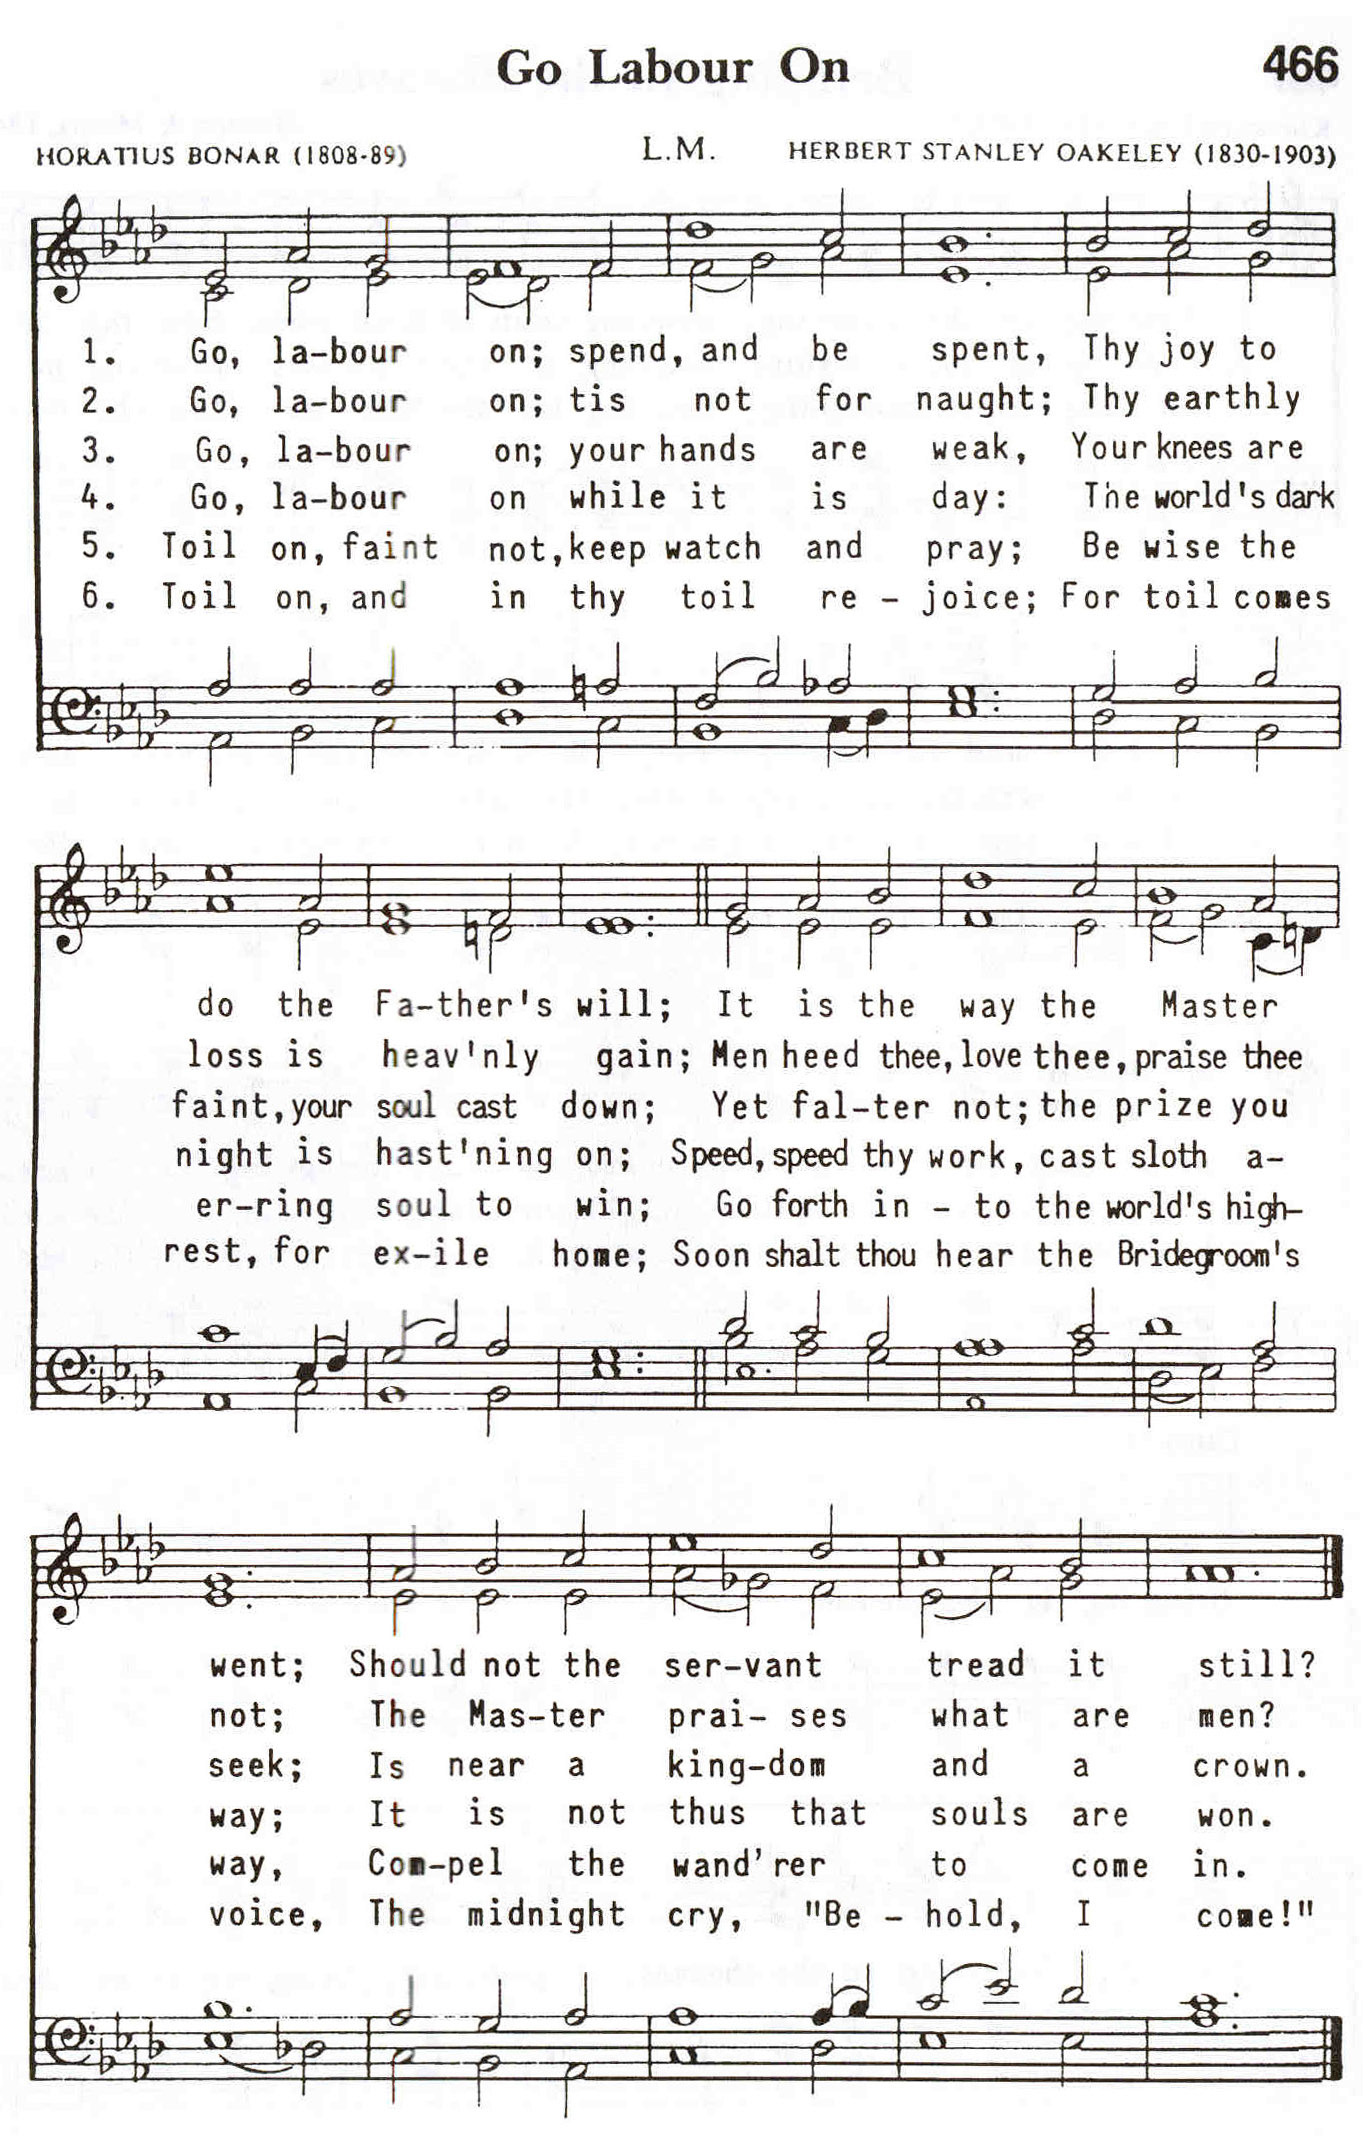 Go Labour On 466
HORATIUS BONAR (1808-89) L.M. HERBERT STANLEY OAKELEY (1830-1903)
1. Go, la-bour on; spend, and be spent, Thy joy to
2. Go, la-bour on; tis not for naught; Thy earthly
3. Go, la-bour on; your hands are weak, Your knees are
4. Go, la-bour on while it is day: The world's dark
5. Toil on, faint not, keep watch and pray; Be wise the
6. Toil on, and in thy toil re - joice; For toil comes
do the Fa-ther's will; It is the way the Master
loss is heav'nly gain; Men heed thee, love thee, praise thee
faint, your soul cast down; Yet fal-ter not; the prize you
night is hast'ning on; Speed, speed thy work, cast sloth a-
er-ring soul to win; Go forth in - to the world's high-
rest, for ex-ile home; Soon shalt thou hear the Bridegroom's
went; Should not the ser-vant tread it still?
not; The Mas-ter prai- ses what are men?
seek; Is near a king-dom and a crown.
way; It is not thus that souls are won.
way, Com-pel the wand'rer to come in.
voice, The midnight cry, "Be - hold, I come!"